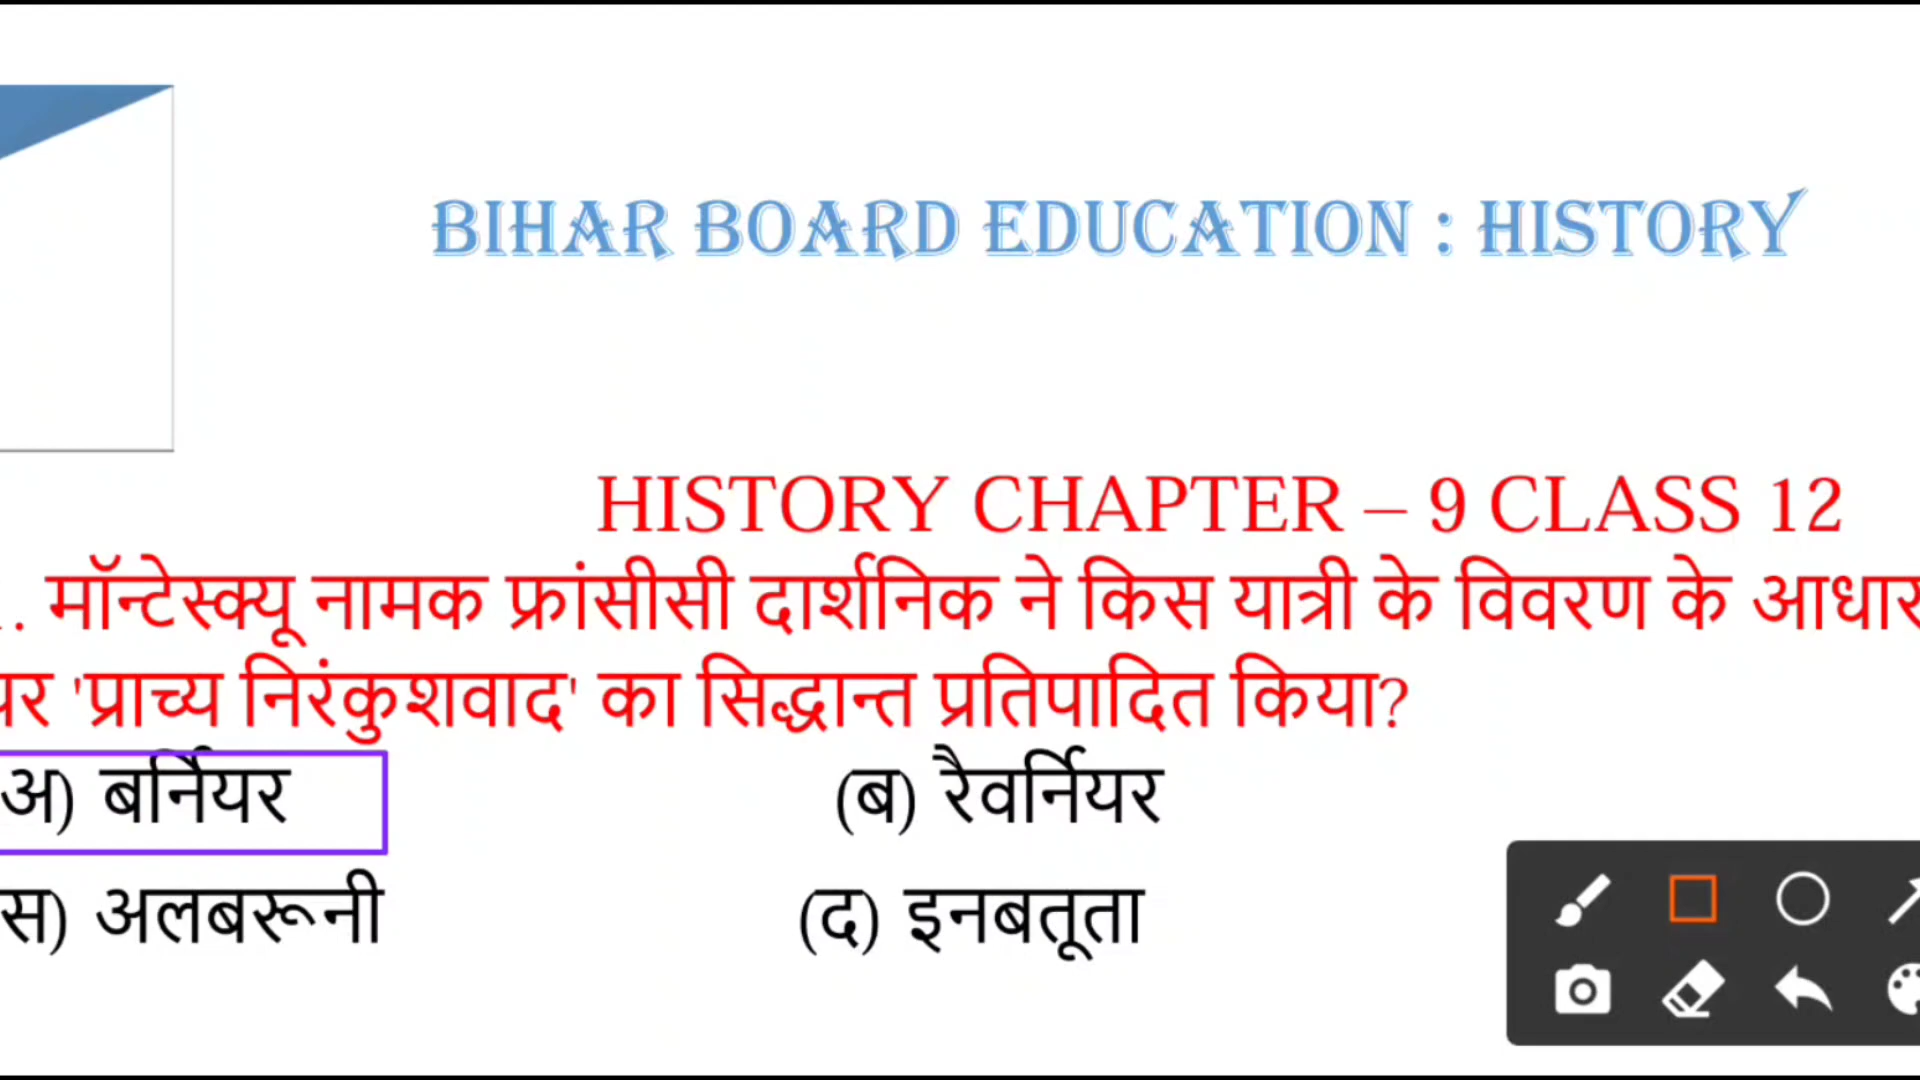 BIHAR BOARD EDUCATION : HISTORY
HISTORY CHAPTER – 9 CLASS 12
. मॉन्टेस्क्यू नामक फ्रांसीसी दार्शनिक ने किस यात्री के विवरण के आधार
पर 'प्राच्य निरंकुशवाद' का सिद्धान्त प्रतिपादित किया?
अ) बर्नियर (ब) रैवर्नियर
स) अलबरूनी (द) इनबतूता